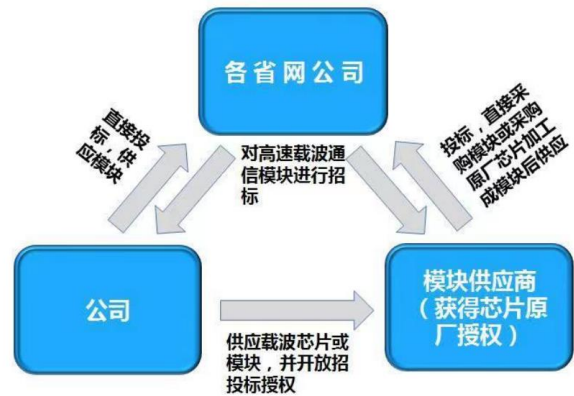 各省网公司
直接投
标，供
应模块
对高速载波通
信模块进行招
标
投标，直接采
购模块或采购
原厂芯片加工
成模块后供应
公司
模块供应商
（获得芯片原
厂授权）
供应载波芯片或
模块，并开放招
投标授权